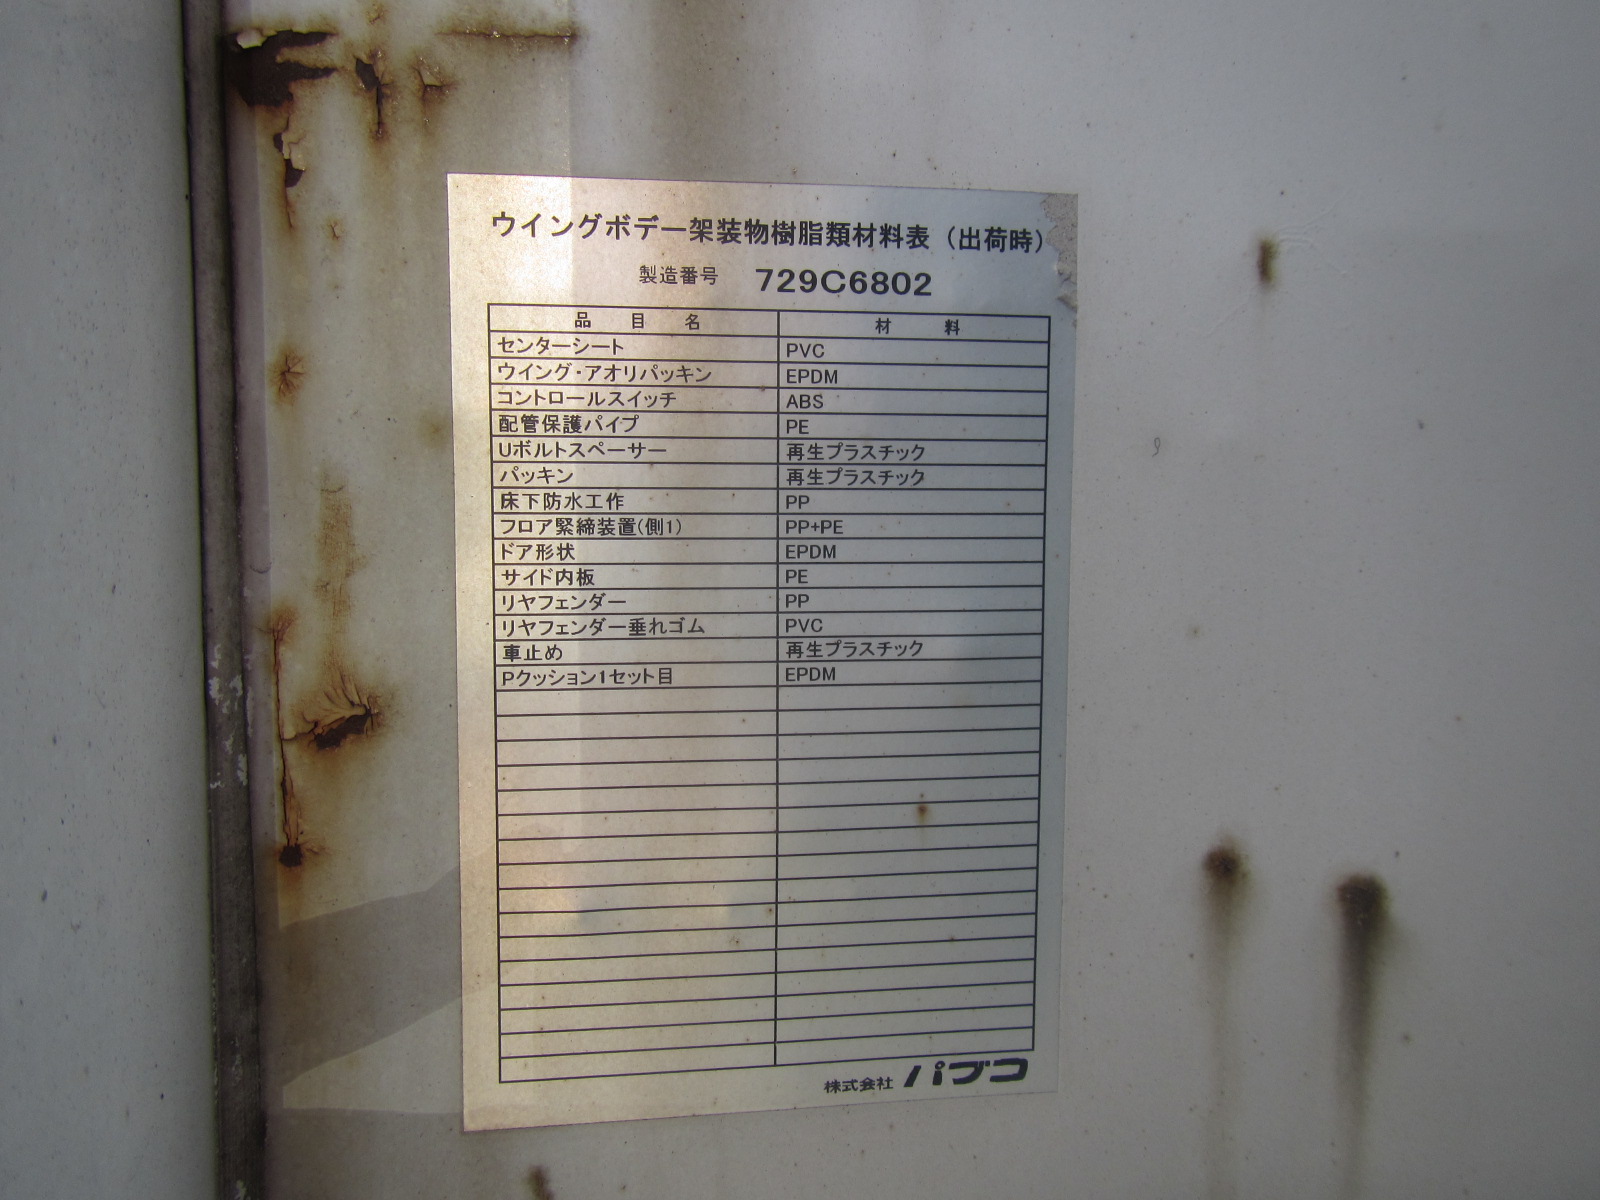 ウイングボデー架装物樹脂類材料表（出荷時）
製造番号 729C6802
品目名 材料
センターシート PVC
ウイング・アオリパッキン EPDM
コントロールスイッチ ABS
配管保護パイプ PE
Uボルトスペーサー 再生プラスチック
パッキン 再生プラスチック
床下防水工作 PP
フロア緊締装置(側1) PP+PE
ドア形状 EPDM
サイド内板 PE
リヤフェンダー PP
リヤフェンダー垂れゴム PVC
車止め 再生プラスチック
Pクッション1セット目 EPDM
株式会社 パブコ